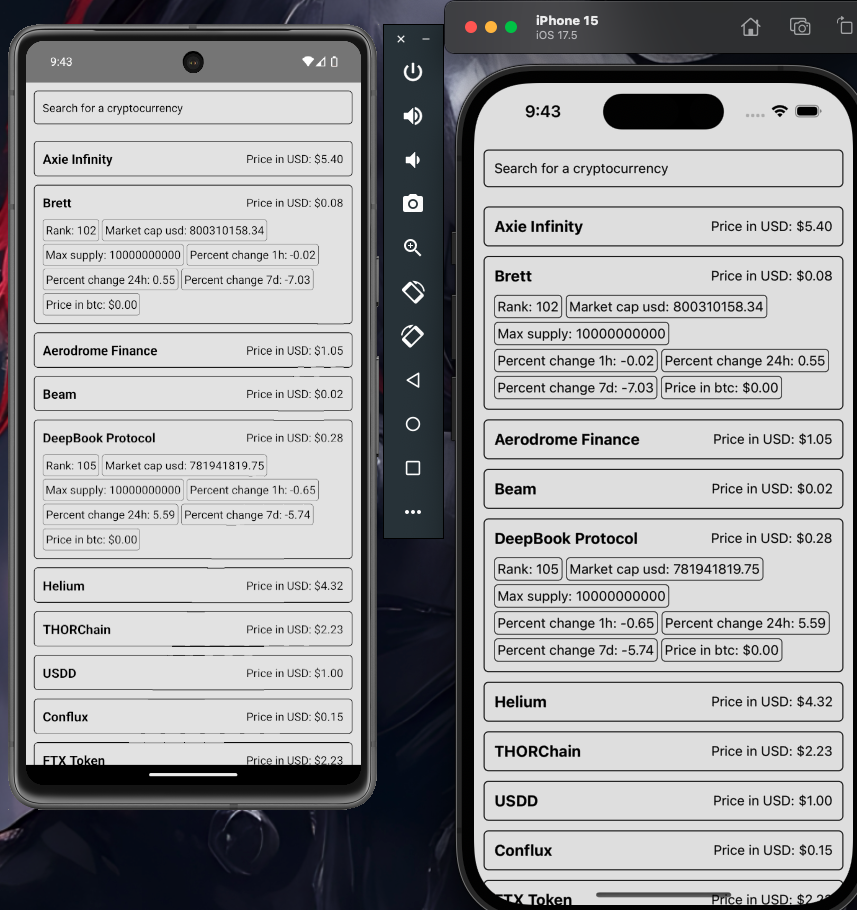 9:43
Search for a cryptocurrency
Axie Infinity Price in USD: $5.40
Brett Price in USD: $0.08
Rank: 102 Market cap usd: 800310158.34
Max supply: 10000000000 Percent change 1h: -0.02
Percent change 24h: 0.55 Percent change 7d: -7.03
Price in btc: $0.00
Aerodrome Finance Price in USD: $1.05
Beam Price in USD: $0.02
DeepBook Protocol Price in USD: $0.28
Rank: 105 Market cap usd: 781941819.75
Max supply: 10000000000 Percent change 1h: -0.65
Percent change 24h: 5.59 Percent change 7d: -5.74
Price in btc: $0.00
Helium Price in USD: $4.32
THORChain Price in USD: $2.23
USDD Price in USD: $1.00
Conflux Price in USD: $0.15
FTX Token Price in USD: $2.23
iPhone 15
iOS 17.5
9:43
Search for a cryptocurrency
Axie Infinity Price in USD: $5.40
Brett Price in USD: $0.08
Rank: 102 Market cap usd: 800310158.34
Max supply: 10000000000
Percent change 1h: -0.02 Percent change 24h: 0.55
Percent change 7d: -7.03 Price in btc: $0.00
Aerodrome Finance Price in USD: $1.05
Beam Price in USD: $0.02
DeepBook Protocol Price in USD: $0.28
Rank: 105 Market cap usd: 781941819.75
Max supply: 10000000000
Percent change 1h: -0.65 Percent change 24h: 5.59
Percent change 7d: -5.74 Price in btc: $0.00
Helium Price in USD: $4.32
THORChain Price in USD: $2.23
USDD Price in USD: $1.00
Conflux Price in USD: $0.15
FTX Token Price in USD: $2.23